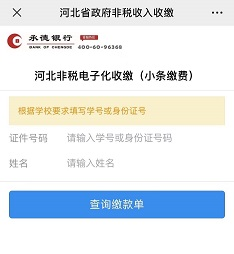 河北省政府非税收入收缴
承德银行
BANK OF CHENGDE
400-60-96368
河北非税电子化收缴（小条缴费）
根据学校要求填写学号或身份证号
证件号码 请输入学号或证件号码
姓名 请输入姓名
查询缴款单